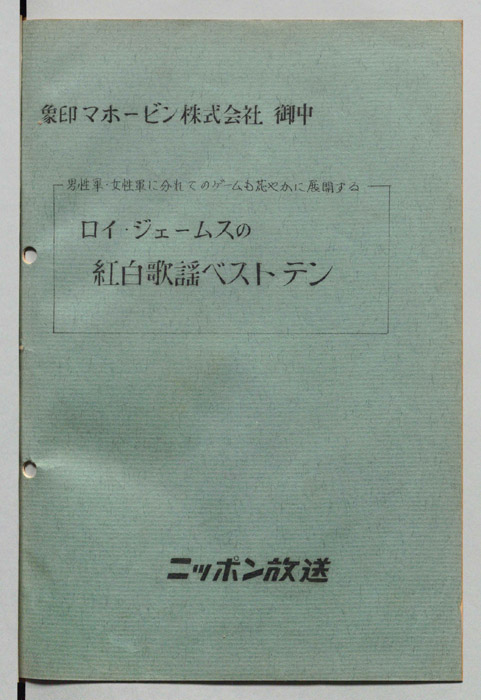 象印マホービン株式会社 御中
男性軍・女性軍に分れてのゲームも花やかに展開する
ロイ・ジェームスの
紅白歌謡ベストテン
ニッポン放送